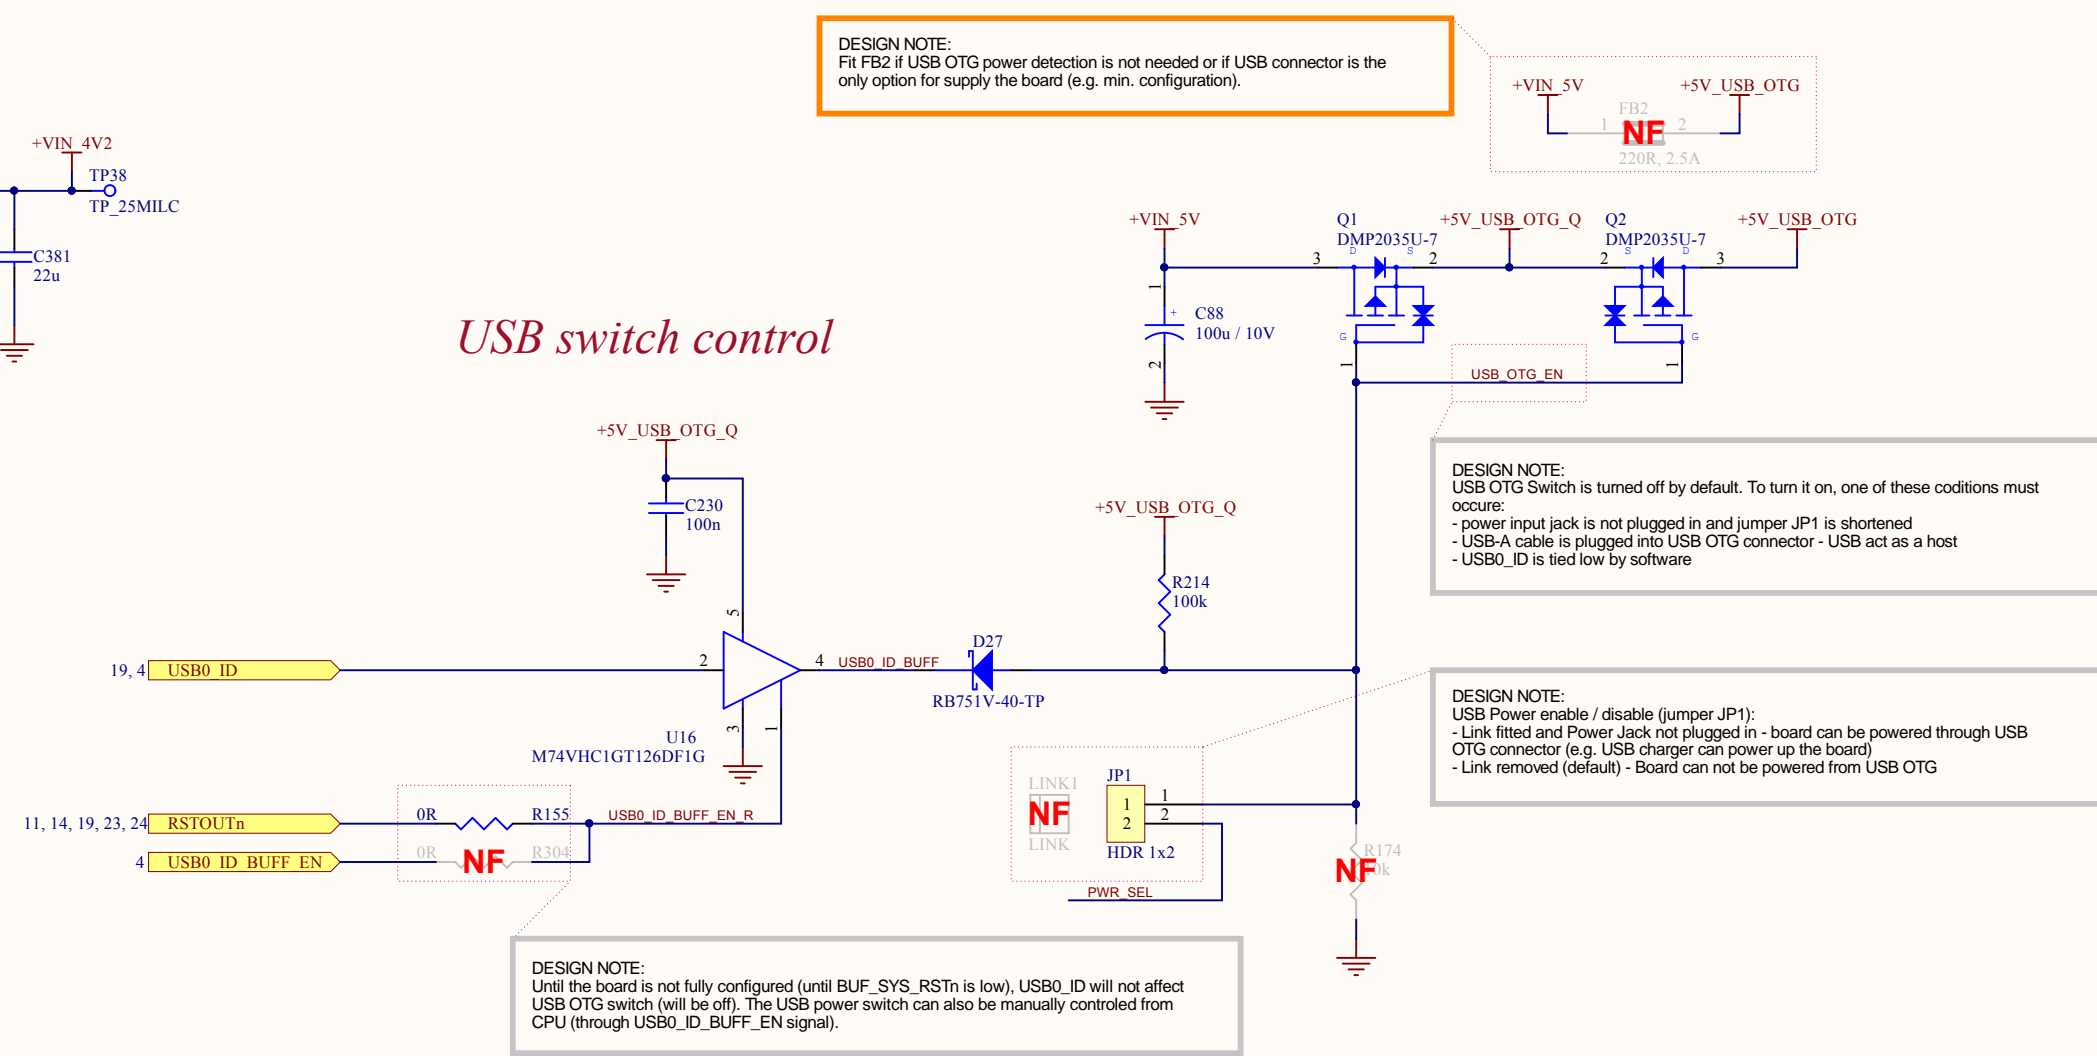 DESIGN NOTE:
Fit FB2 if USB OTG power detection is not needed or if USB connector is the
only option for supply the board (e.g. min. configuration).
+VIN_5V
+5V_USB_OTG
FB2
1
NF
2
220R, 2.5A
+VIN_4V2
TP38
TP_25MILC
C381
22u
USB switch control
+VIN_5V
Q1
DMP2035U-7
+5V_USB_OTG_Q
Q2
DMP2035U-7
+5V_USB_OTG
3
D
S
2
2
S
D
3
1
+
C88
100u / 10V
2
G
1
G
1
USB_OTG_EN
+5V_USB_OTG_Q
C230
100n
DESIGN NOTE:
USB OTG Switch is turned off by default. To turn it on, one of these coditions must
occure:
- power input jack is not plugged in and jumper JP1 is shortened
- USB-A cable is plugged into USB OTG connector - USB act as a host
- USB0_ID is tied low by software
+5V_USB_OTG_Q
R214
100k
19, 4
USB0_ID
2
5
4
USB0_ID_BUFF
D27
RB751V-40-TP
3
1
U16
M74VHC1GT126DF1G
DESIGN NOTE:
USB Power enable / disable (jumper JP1):
- Link fitted and Power Jack not plugged in - board can be powered through USB
OTG connector (e.g. USB charger can power up the board)
- Link removed (default) - Board can not be powered from USB OTG
LINK1
NF
LINK
JP1
1
2
1
2
HDR 1x2
PWR_SEL
R174
NF
0k
11, 14, 19, 23, 24
RSTOUTn
0R
R155
USB0_ID_BUFF_EN_R
4
USB0_ID_BUFF_EN
0R
NF
R304
DESIGN NOTE:
Until the board is not fully configured (until BUF_SYS_RSTn is low), USB0_ID will not affect
USB OTG switch (will be off). The USB power switch can also be manually controled from
CPU (through USB0_ID_BUFF_EN signal).